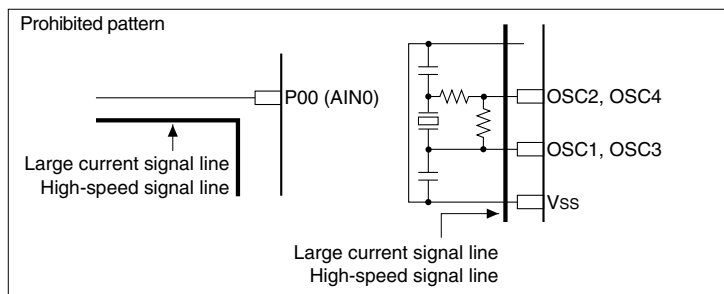 Prohibited pattern
P00 (AIN0)
Large current signal line
High-speed signal line
OSC2, OSC4
OSC1, OSC3
VSS
Large current signal line
High-speed signal line